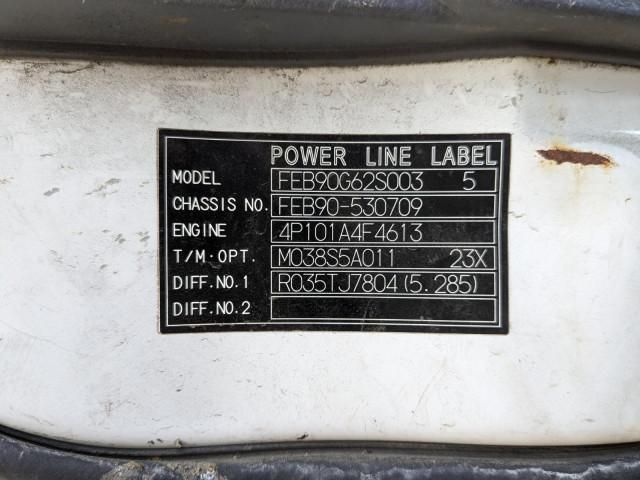 POWER LINE LABEL
MODEL FEB90G62S003 5
CHASSIS NO. FEB90-530709
ENGINE 4P101A4F4613
T/M·OPT. M038S5A011 23X
DIFF.NO.1 R035TJ7804(5.285)
DIFF.NO.2